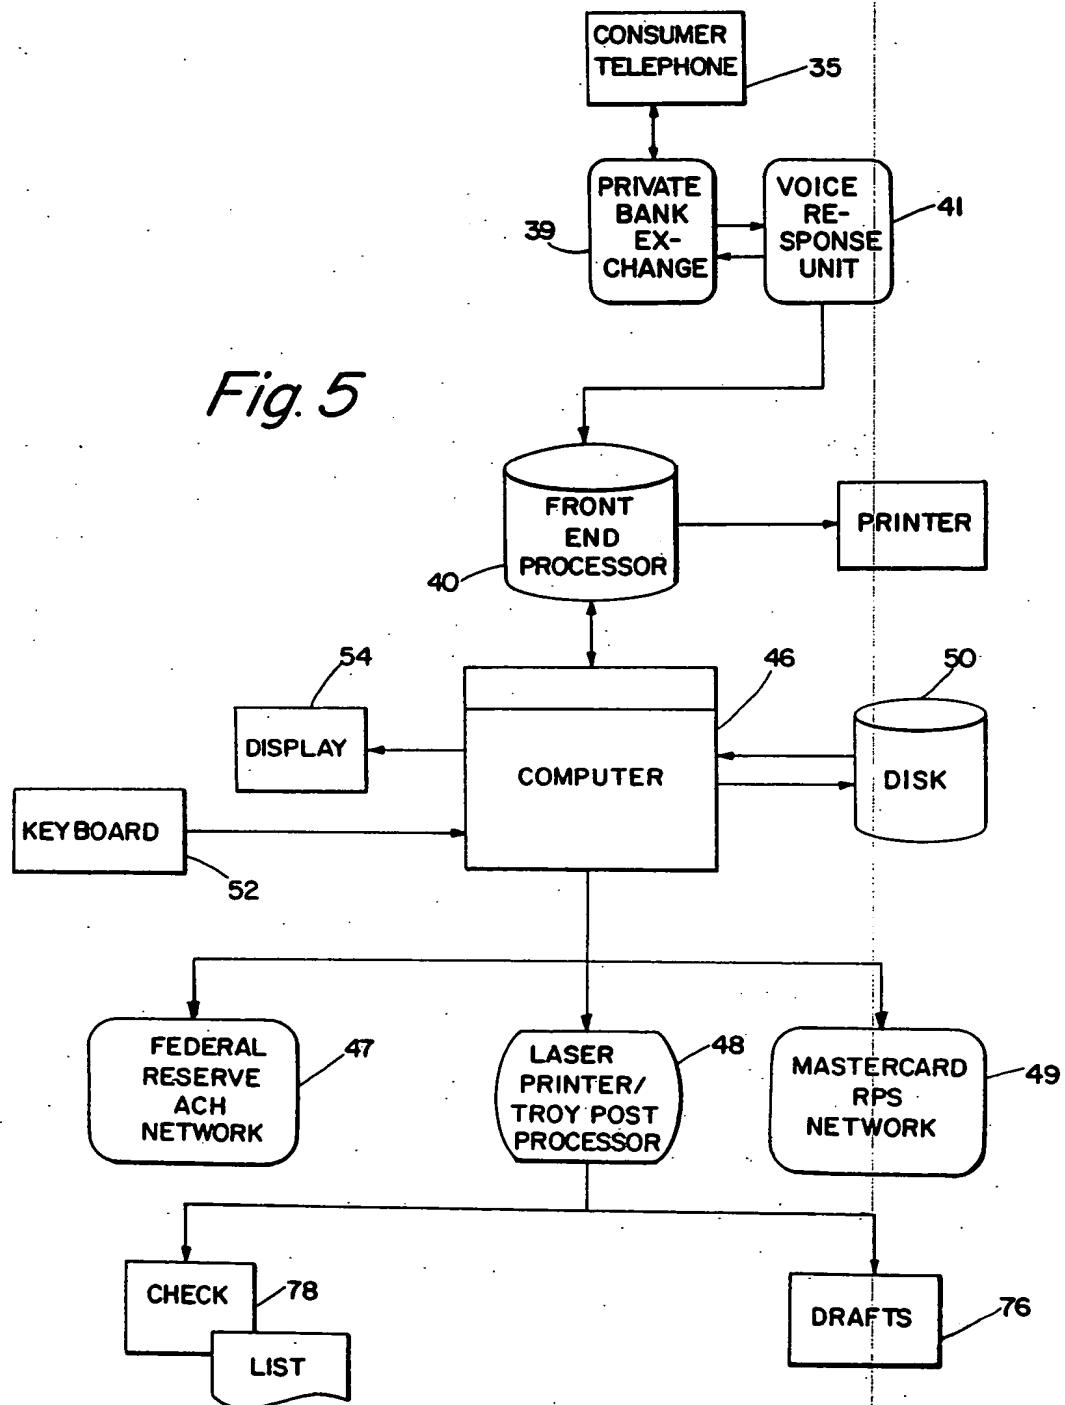 CONSUMER
TELEPHONE
35
PRIVATE
BANK
EX-
CHANGE
39
VOICE
RE-
SPONSE
UNIT
41
Fig. 5
FRONT
END
PROCESSOR
40
PRINTER
54
46
50
DISPLAY
COMPUTER
DISK
KEYBOARD
52
FEDERAL
RESERVE
ACH
NETWORK
47
LASER
PRINTER/
TROY POST
PROCESSOR
48
MASTERCARD
RPS
NETWORK
49
CHECK
78
LIST
DRAFTS
76